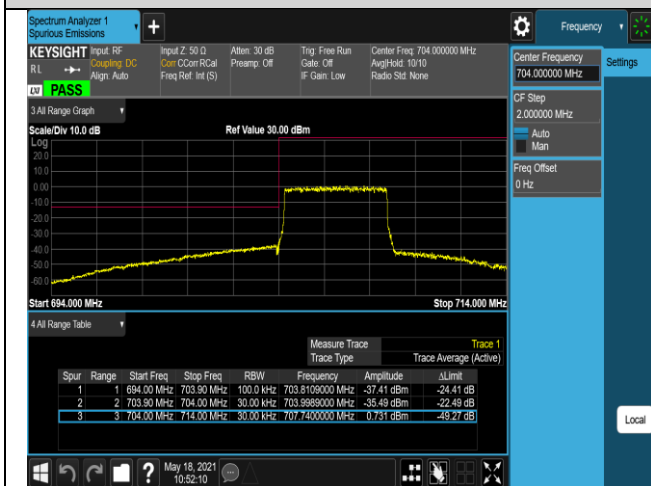 Spectrum Analyzer 1
Spurious Emissions
+
Frequency
KEYSIGHT
RL
PASS
Input: RF
Coupling: DC
Align: Auto
Input Z: 50 Ω
Corr CCorr RCal
Freq Ref: Int (S)
Atten: 30 dB
Preamp: Off
Trig: Free Run
Gate: Off
IF Gain: Low
Center Freq: 704.000000 MHz
Avg|Hold: 10/10
Radio Std: None
Center Frequency
704.000000 MHz
Settings
CF Step
2.000000 MHz
Auto
Man
Freq Offset
0 Hz
3 All Range Graph
Scale/Div 10.0 dB
Ref Value 30.00 dBm
Log
20.0
10.0
0.00
-10.0
-20.0
-30.0
-40.0
-50.0
-60.0
Start 694.000 MHz
Stop 714.000 MHz
4 All Range Table
Measure Trace Trace 1
Trace Type Trace Average (Active)
Spur Range Start Freq Stop Freq RBW Frequency Amplitude ΔLimit
1 1 694.00 MHz 703.90 MHz 100.0 kHz 703.8109000 MHz -37.41 dBm -24.41 dB
2 2 703.90 MHz 704.00 MHz 30.00 kHz 703.9989000 MHz -35.49 dBm -22.49 dB
3 3 704.00 MHz 714.00 MHz 30.00 kHz 707.7400000 MHz 0.731 dBm -49.27 dB
Local
?
May 18, 2021
10:52:10